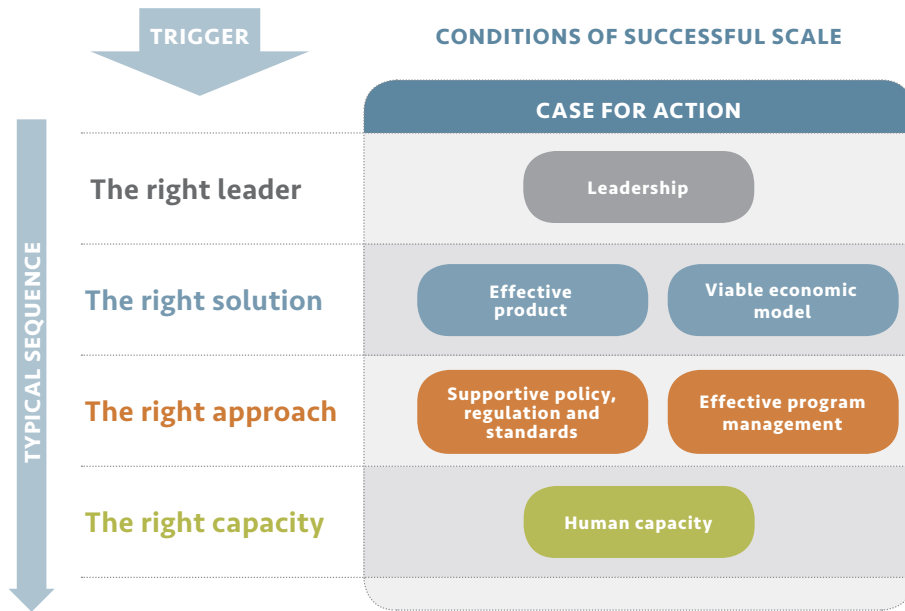 TRIGGER
CONDITIONS OF SUCCESSFUL SCALE
CASE FOR ACTION
TYPICAL SEQUENCE
The right leader
Leadership
The right solution
Effective
product
Viable economic
model
The right approach
Supportive policy,
regulation and
standards
Effective program
management
The right capacity
Human capacity